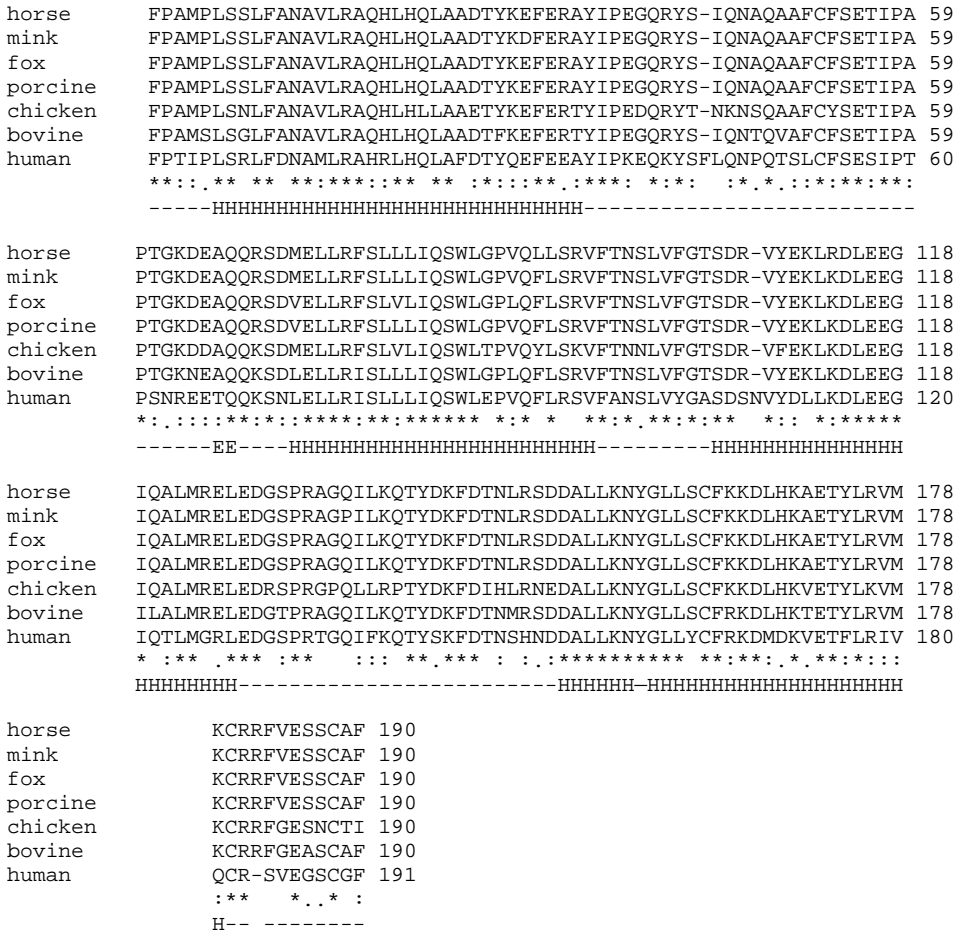 horse FPAMPLSSLFANAVLRAQHLHQLAADTYKEFERAYIPEGQRYS-IQNAQAAFCFSETIPA 59
mink FPAMPLSSLFANAVLRAQHLHQLAADTYKDFERAYIPEGQRYS-IQNAQAAFCFSETIPA 59
fox FPAMPLSSLFANAVLRAQHLHQLAADTYKEFERAYIPEGQRYS-IQNAQAAFCFSETIPA 59
porcine FPAMPLSSLFANAVLRAQHLHQLAADTYKEFERAYIPEGQRYS-IQNAQAAFCFSETIPA 59
chicken FPAMPLSNLFANAVLRAQHLHLLAAETYKEFERTYIPEDQRYT-NKNSQAAFCYSETIPA 59
bovine FPAMSLSGLFANAVLRAQHLHQLAADTFKEFERTYIPEGQRYS-IQNTQVAFCFSETIPA 59
human FPTIPLSRLFDNAMLRAHRLHQLAFDTYQEFEEAYIPKEQKYSFLQNPQTSLCFSESIPT 60
**::.** ** **:***::** ** :*:::**.:***: *:*: :*.*.::*:**:**:
-----HHHHHHHHHHHHHHHHHHHHHHHHHHHHH--------------------------
horse PTGKDEAQQRSDMELLRFSLLLIQSWLGPVQLLSRVFTNSLVFGTSDR-VYEKLRDLEEG 118
mink PTGKDEAQQRSDMELLRFSLLLIQSWLGPVQFLSRVFTNSLVFGTSDR-VYEKLKDLEEG 118
fox PTGKDEAQQRSDVELLRFSLVLIQSWLGPLQFLSRVFTNSLVFGTSDR-VYEKLKDLEEG 118
porcine PTGKDEAQQRSDVELLRFSLLLIQSWLGPVQFLSRVFTNSLVFGTSDR-VYEKLKDLEEG 118
chicken PTGKDDAQQKSDMELLRFSLVLIQSWLTPVQYLSKVFTNNLVFGTSDR-VFEKLKDLEEG 118
bovine PTGKNEAQQKSDLELLRISLLLIQSWLGPLQFLSRVFTNSLVFGTSDR-VYEKLKDLEEG 118
human PSNREETQQKSNLELLRISLLLIQSWLEPVQFLRSVFANSLVYGASDSNVYDLLKDLEEG 120
*:.::::**:*::****:**:****** *:* * **:*.**:*:** *:: *:*****
------EE----HHHHHHHHHHHHHHHHHHHHHHHH---------HHHHHHHHHHHHHHH
horse IQALMRELEDGSPRAGQILKQTYDKFDTNLRSDDALLKNYGLLSCFKKDLHKAETYLRVM 178
mink IQALMRELEDGSPRAGPILKQTYDKFDTNLRSDDALLKNYGLLSCFKKDLHKAETYLRVM 178
fox IQALMRELEDGSPRAGQILKQTYDKFDTNLRSDDALLKNYGLLSCFKKDLHKAETYLRVM 178
porcine IQALMRELEDGSPRAGQILKQTYDKFDTNLRSDDALLKNYGLLSCFKKDLHKAETYLRVM 178
chicken IQALMRELEDRSPRGPQLLRPTYDKFDIHLRNEDALLKNYGLLSCFKKDLHKVETYLKVM 178
bovine ILALMRELEDGTPRAGQILKQTYDKFDTNMRSDDALLKNYGLLSCFRKDLHKTETYLRVM 178
human IQTLMGRLEDGSPRTGQIFKQTYSKFDTNSHNDDALLKNYGLLYCFRKDMDKVETFLRIV 180
* :** .*** :** ::: **.*** : :.:********** **:**:.*.**:*:::
HHHHHHHH-------------------------HHHHHH—HHHHHHHHHHHHHHHHHHHH
horse KCRRFVESSCAF 190
mink KCRRFVESSCAF 190
fox KCRRFVESSCAF 190
porcine KCRRFVESSCAF 190
chicken KCRRFGESNCTI 190
bovine KCRRFGEASCAF 190
human QCR-SVEGSCGF 191
:** *..* :
H-- --------